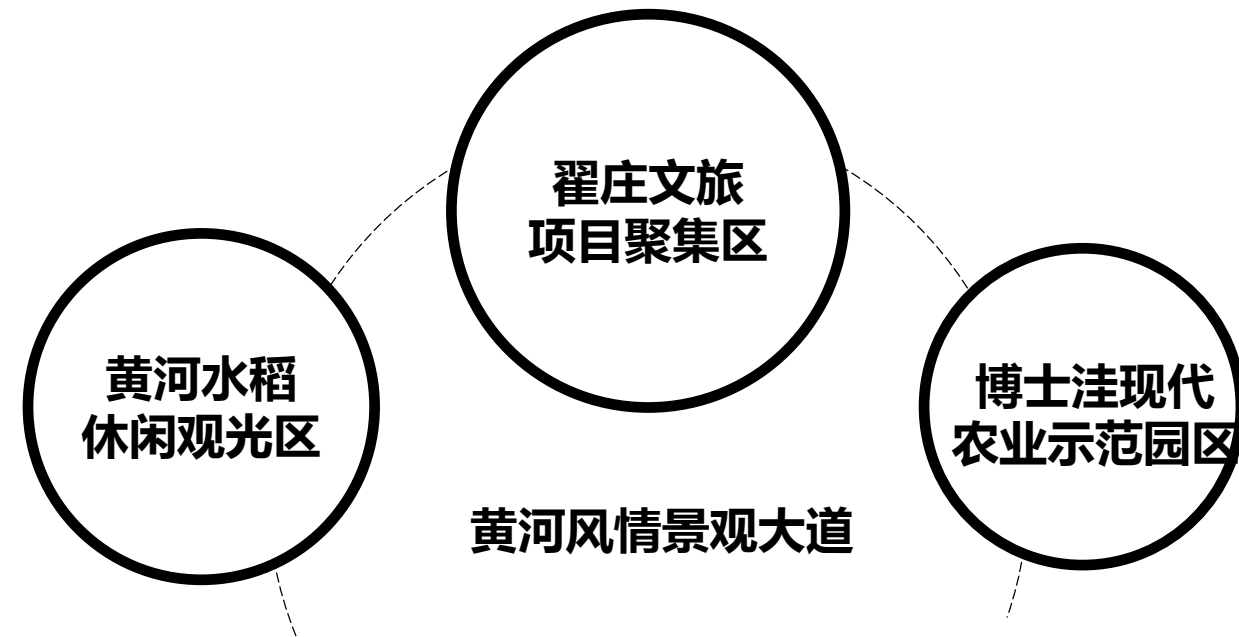 翟庄文旅
项目聚集区
黄河水稻
休闲观光区
博士洼现代
农业示范园区
黄河风情景观大道